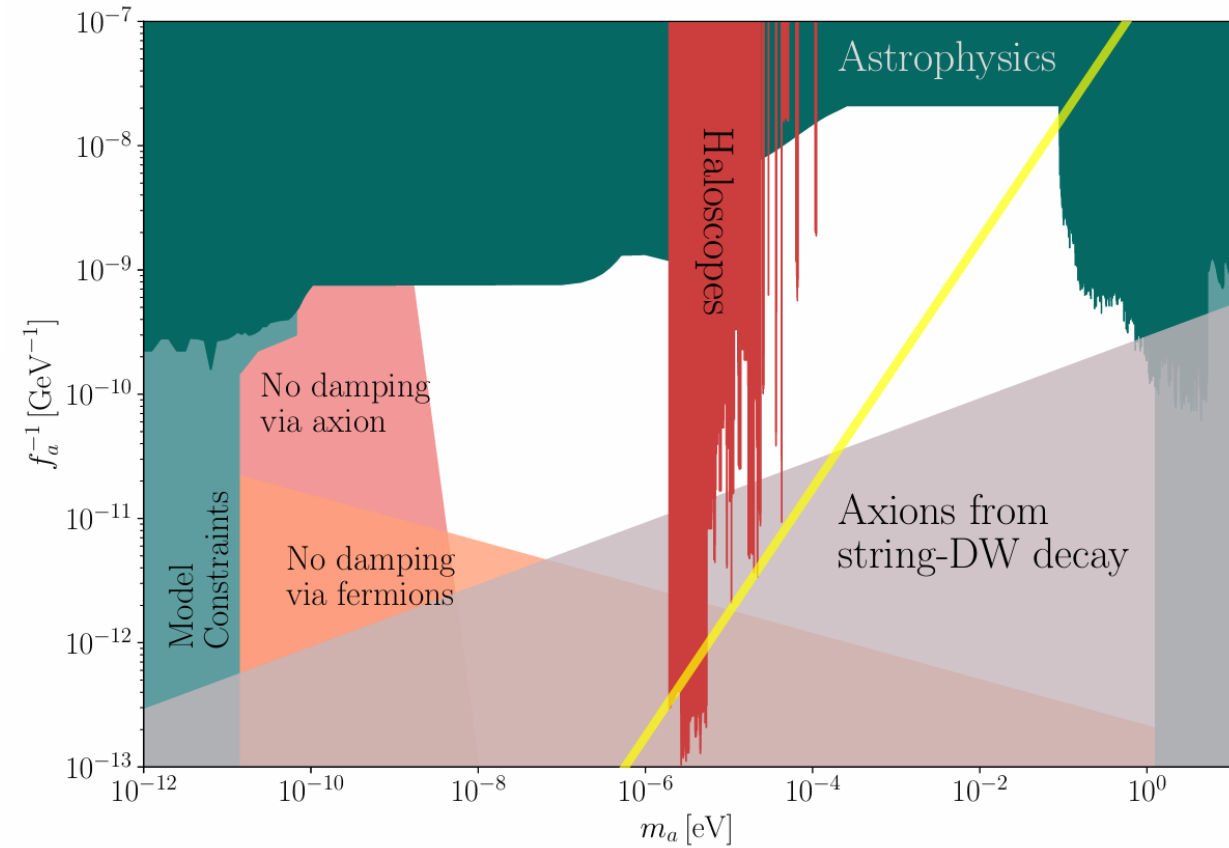 10⁻⁷
Astrophysics
10⁻⁸
Haloscopes
10⁻⁹
f_a⁻¹ [GeV⁻¹]
10⁻¹⁰
No damping
via axion
10⁻¹¹
Axions from
string-DW decay
Model
Constraints
No damping
via fermions
10⁻¹²
10⁻¹³
10⁻¹² 10⁻¹⁰ 10⁻⁸ 10⁻⁶ 10⁻⁴ 10⁻² 10⁰
m_a [eV]